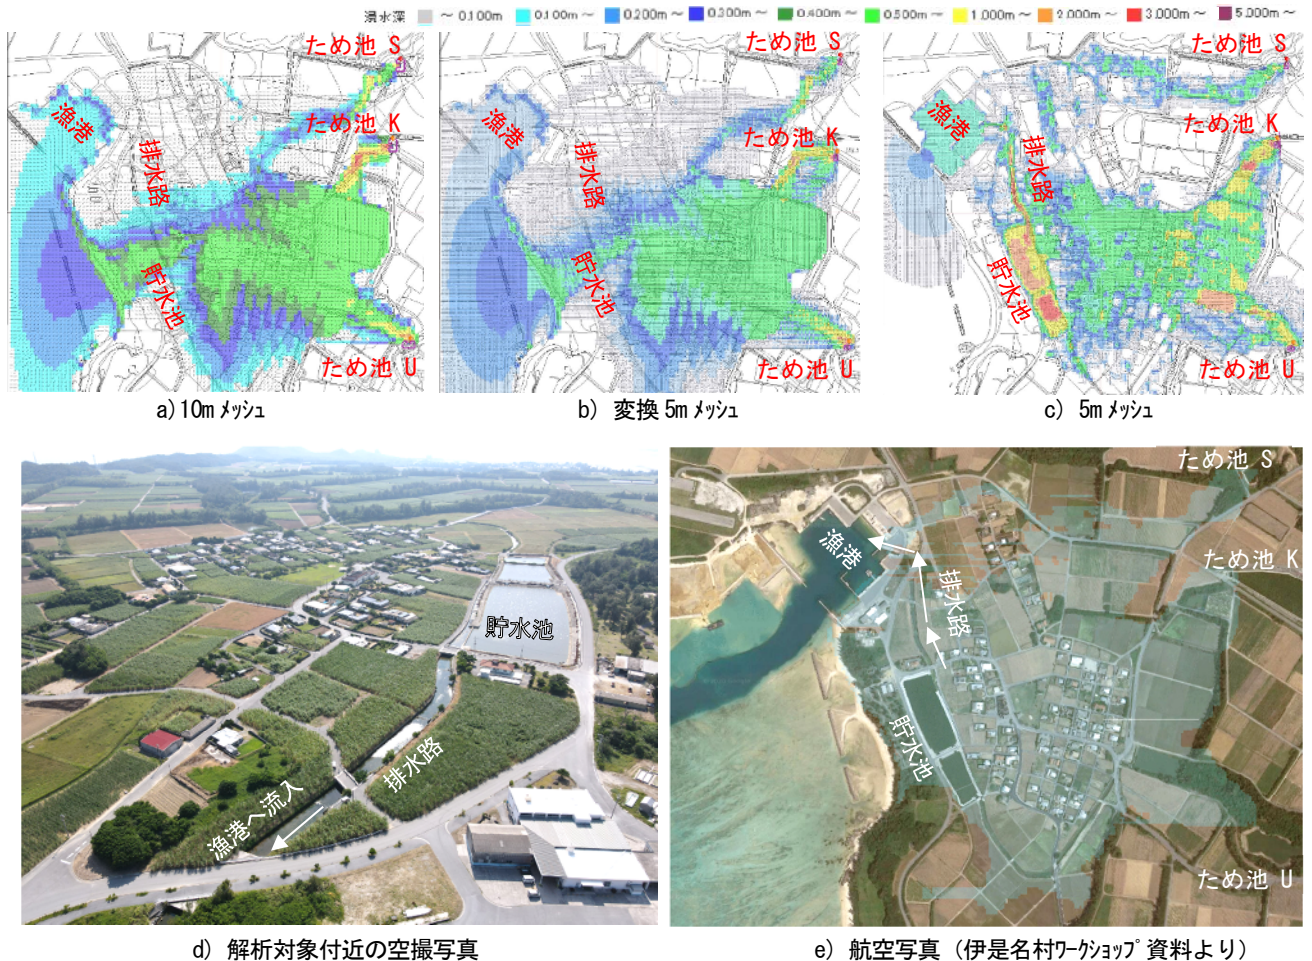 浸水深 ～ 0.100m 0.100m ～ 0.200m ～ 0.300m ～ 0.400m ～ 0.500m ～ 1.000m ～ 2.000m ～ 3.000m ～ 5.000m ～
ため池 S
漁港
ため池 K
排水路
貯水池
ため池 U
a)10m ﾒｯｼｭ
ため池 S
漁港
ため池 K
排水路
貯水池
ため池 U
b) 変換 5m ﾒｯｼｭ
ため池 S
漁港
ため池 K
排水路
貯水池
ため池 U
c) 5m ﾒｯｼｭ
貯水池
排水路
漁港へ流入
d) 解析対象付近の空撮写真
ため池 S
漁港
ため池 K
排水路
貯水池
ため池 U
e) 航空写真（伊是名村ﾜｰｸｼｮｯﾌﾟ資料より）